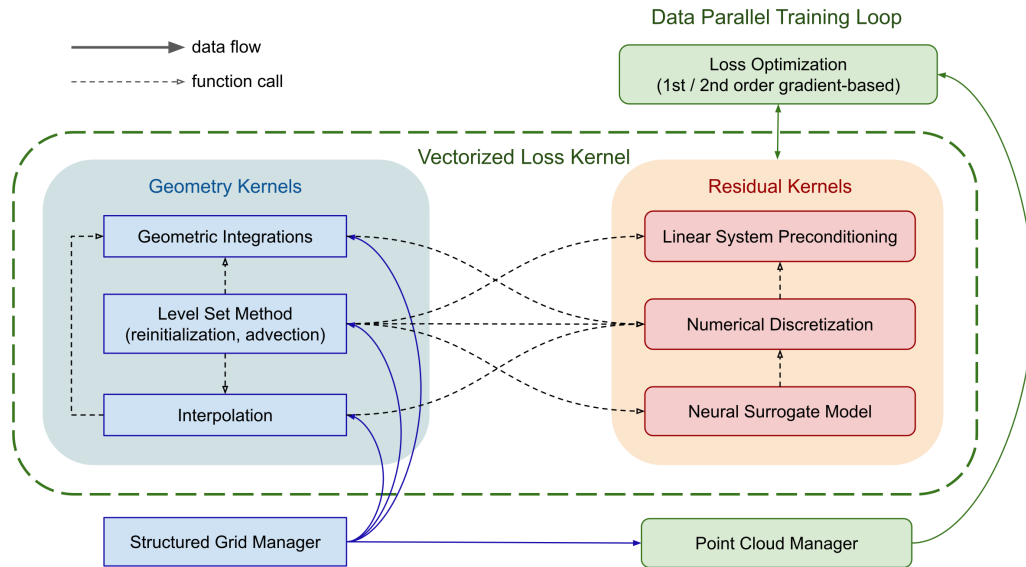 Data Parallel Training Loop
data flow
function call
Loss Optimization
(1st / 2nd order gradient-based)
Vectorized Loss Kernel
Geometry Kernels
Geometric Integrations
Level Set Method
(reinitialization, advection)
Interpolation
Residual Kernels
Linear System Preconditioning
Numerical Discretization
Neural Surrogate Model
Structured Grid Manager
Point Cloud Manager